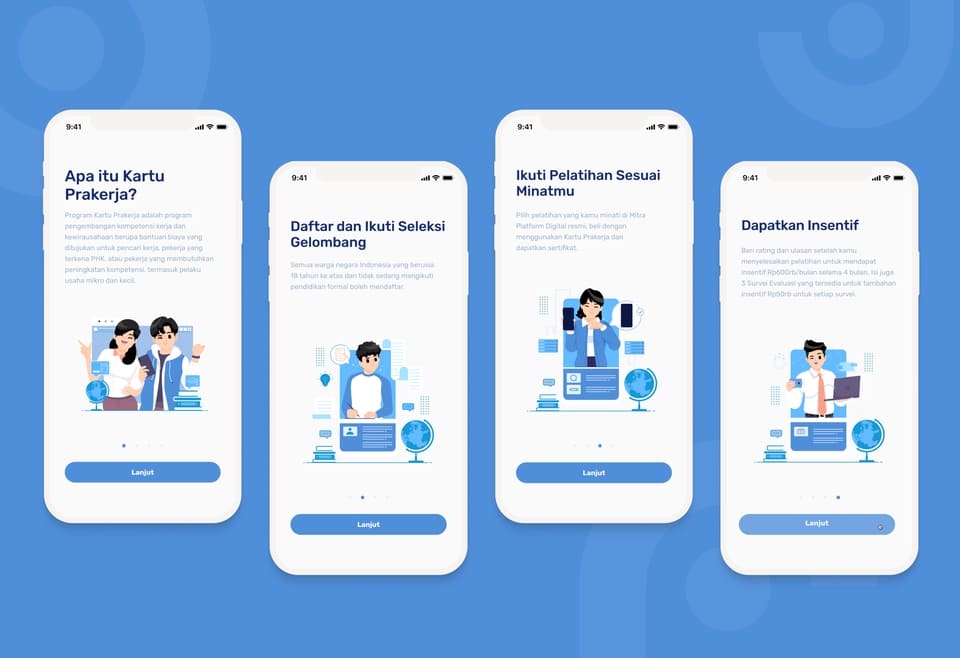 9:41
Apa itu Kartu
Prakerja?
Program Kartu Prakerja adalah program
pengembangan kompetensi kerja dan
kewirausahaan berupa bantuan biaya yang
ditujukan untuk pencari kerja, pekerja yang
terkena PHK, atau pekerja yang membutuhkan
peningkatan kompetensi, termasuk pelaku
usaha mikro dan kecil.
Lanjut
9:41
Daftar dan Ikuti Seleksi
Gelombang
Semua warga negara Indonesia yang berusia
18 tahun ke atas dan tidak sedang mengikuti
pendidikan formal boleh mendaftar.
Lanjut
9:41
Ikuti Pelatihan Sesuai
Minatmu
Pilih pelatihan yang kamu minati di Mitra
Platform Digital resmi, beli dengan
menggunakan Kartu Prakerja dan
dapatkan sertifikat.
Lanjut
9:41
Dapatkan Insentif
Beri rating dan ulasan setelah kamu
menyelesaikan pelatihan untuk mendapat
insentif Rp600rb/bulan selama 4 bulan. Isi juga
3 Survei Evaluasi yang tersedia untuk tambahan
insentif Rp50rb untuk setiap survei.
Lanjut